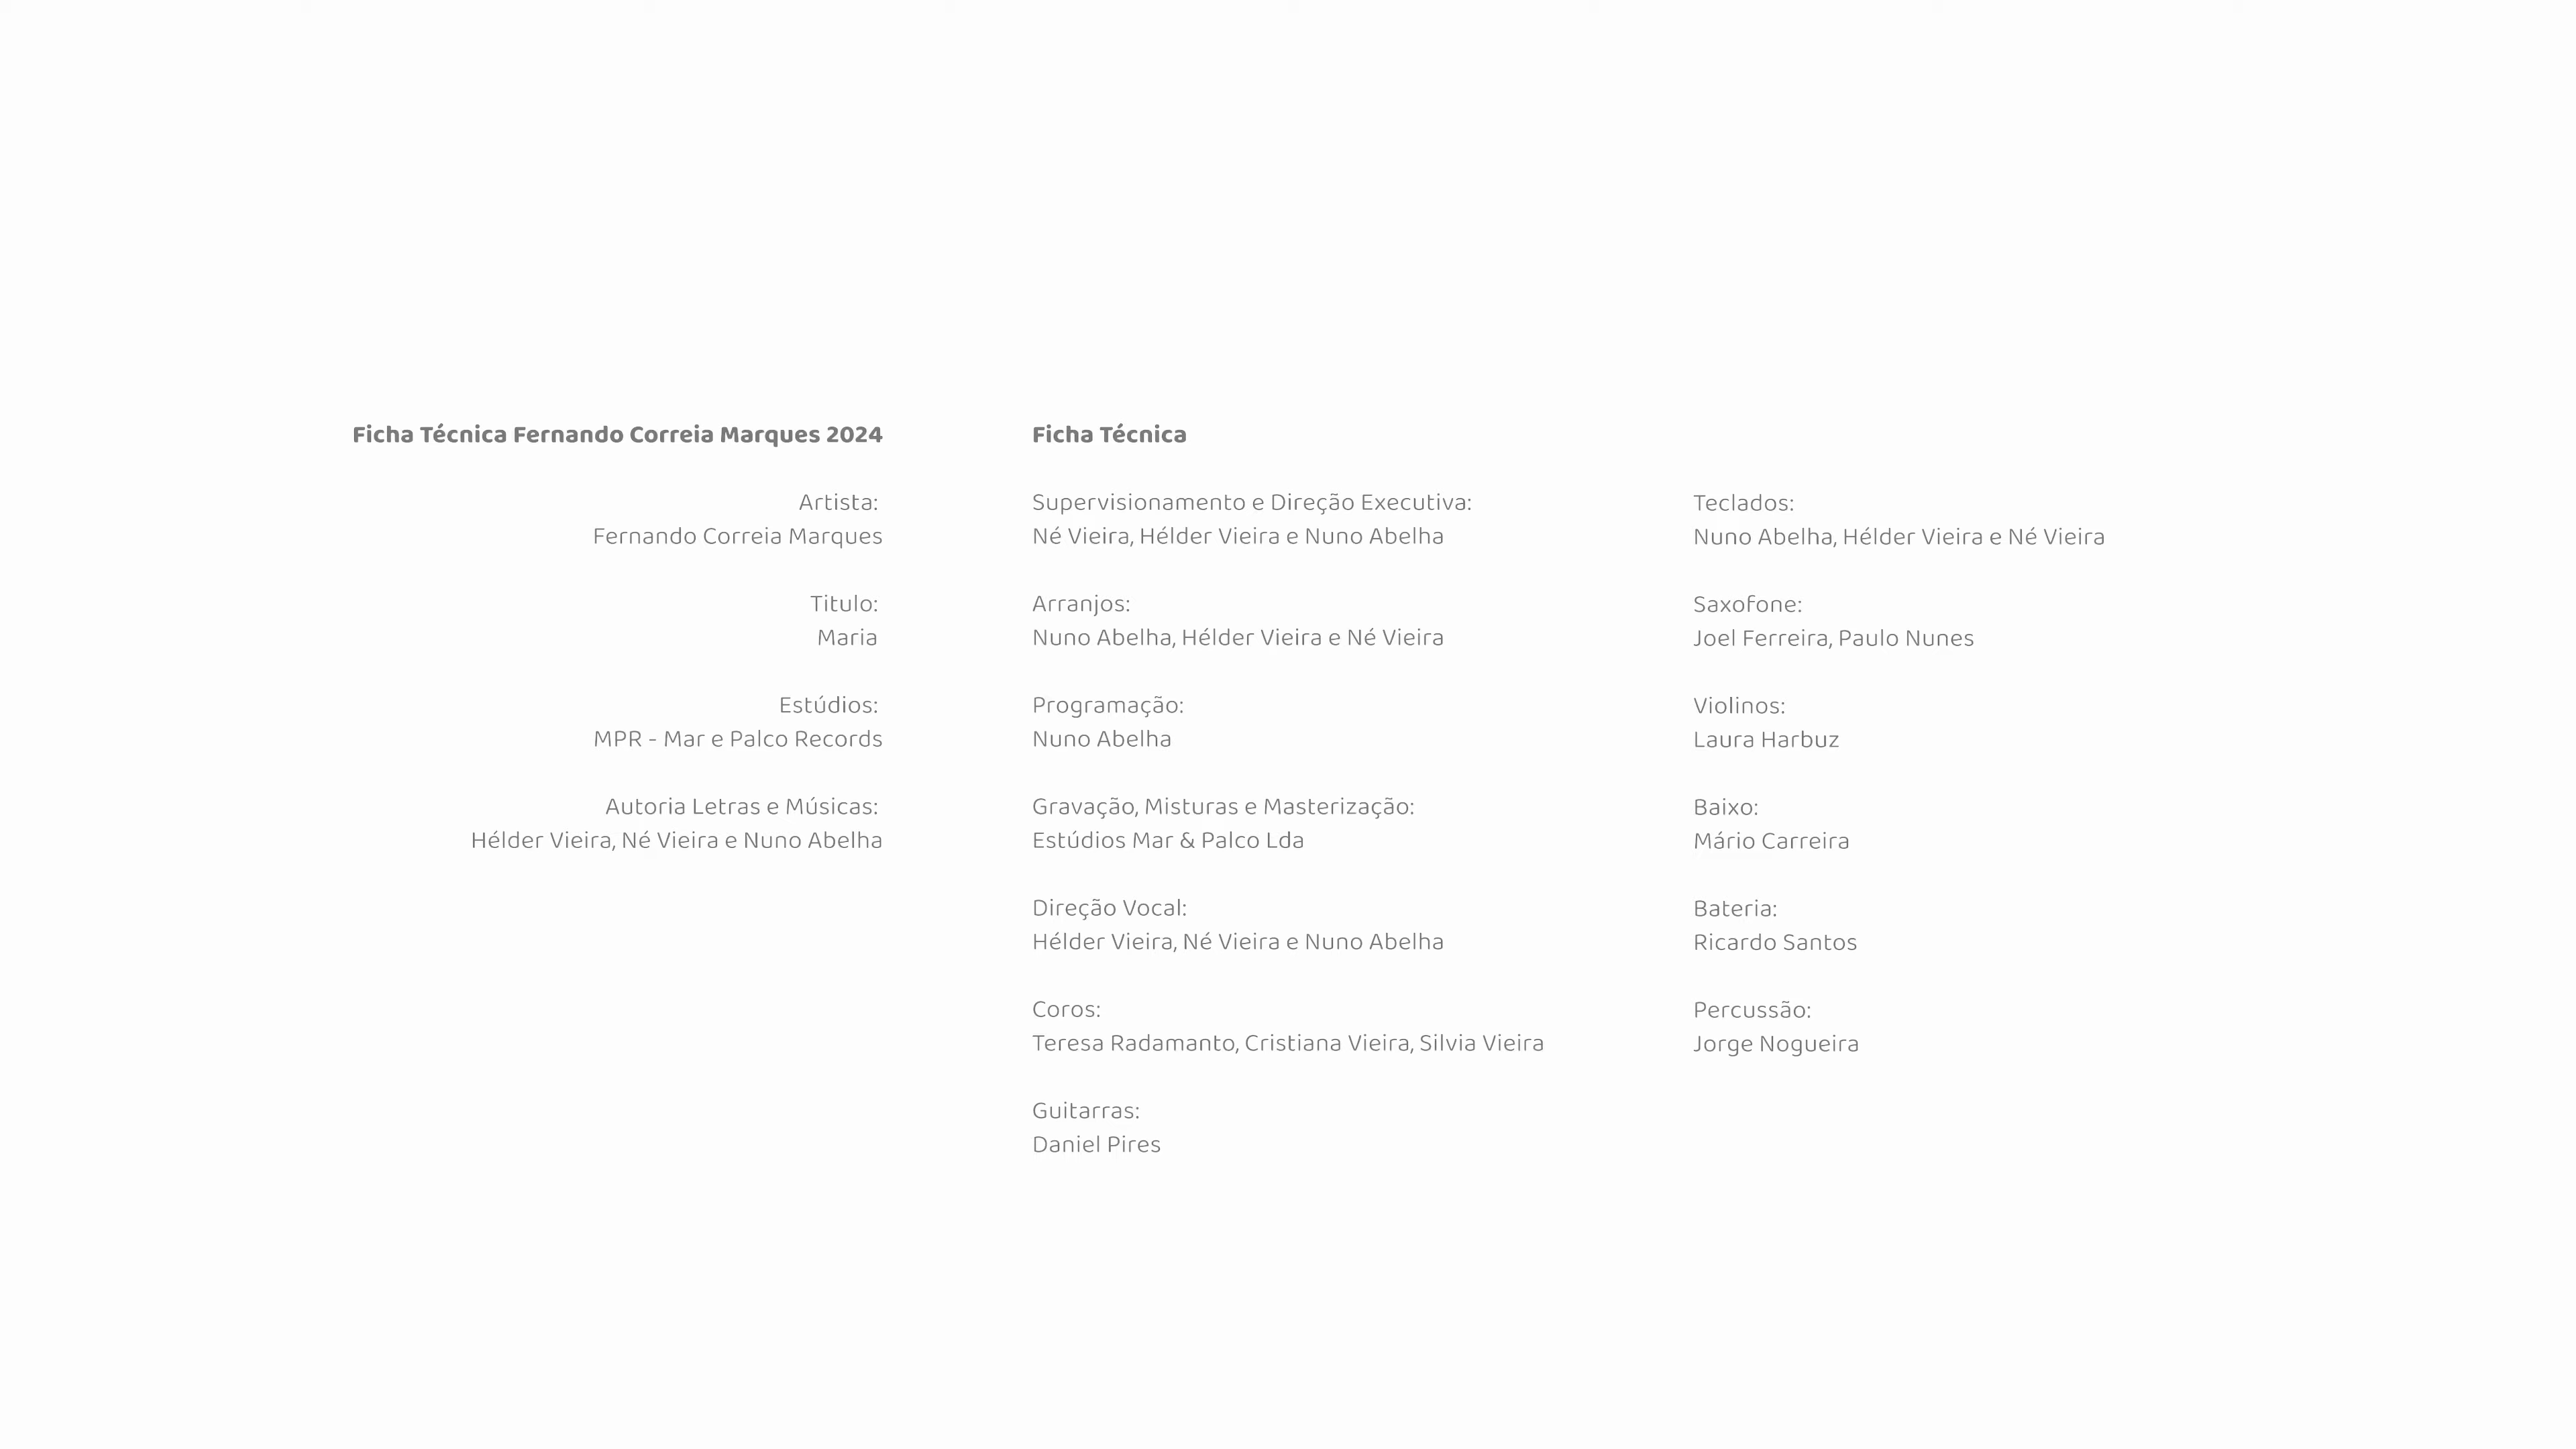 Ficha Técnica Fernando Correia Marques 2024
Artista:
Fernando Correia Marques
Titulo:
Maria
Estúdios:
MPR - Mar e Palco Records
Autoria Letras e Músicas:
Hélder Vieira, Né Vieira e Nuno Abelha
Ficha Técnica
Supervisionamento e Direção Executiva:
Né Vieira, Hélder Vieira e Nuno Abelha
Arranjos:
Nuno Abelha, Hélder Vieira e Né Vieira
Programação:
Nuno Abelha
Gravação, Misturas e Masterização:
Estúdios Mar & Palco Lda
Direção Vocal:
Hélder Vieira, Né Vieira e Nuno Abelha
Coros:
Teresa Radamanto, Cristiana Vieira, Silvia Vieira
Guitarras:
Daniel Pires
Teclados:
Nuno Abelha, Hélder Vieira e Né Vieira
Saxofone:
Joel Ferreira, Paulo Nunes
Violinos:
Laura Harbuz
Baixo:
Mário Carreira
Bateria:
Ricardo Santos
Percussão:
Jorge Nogueira